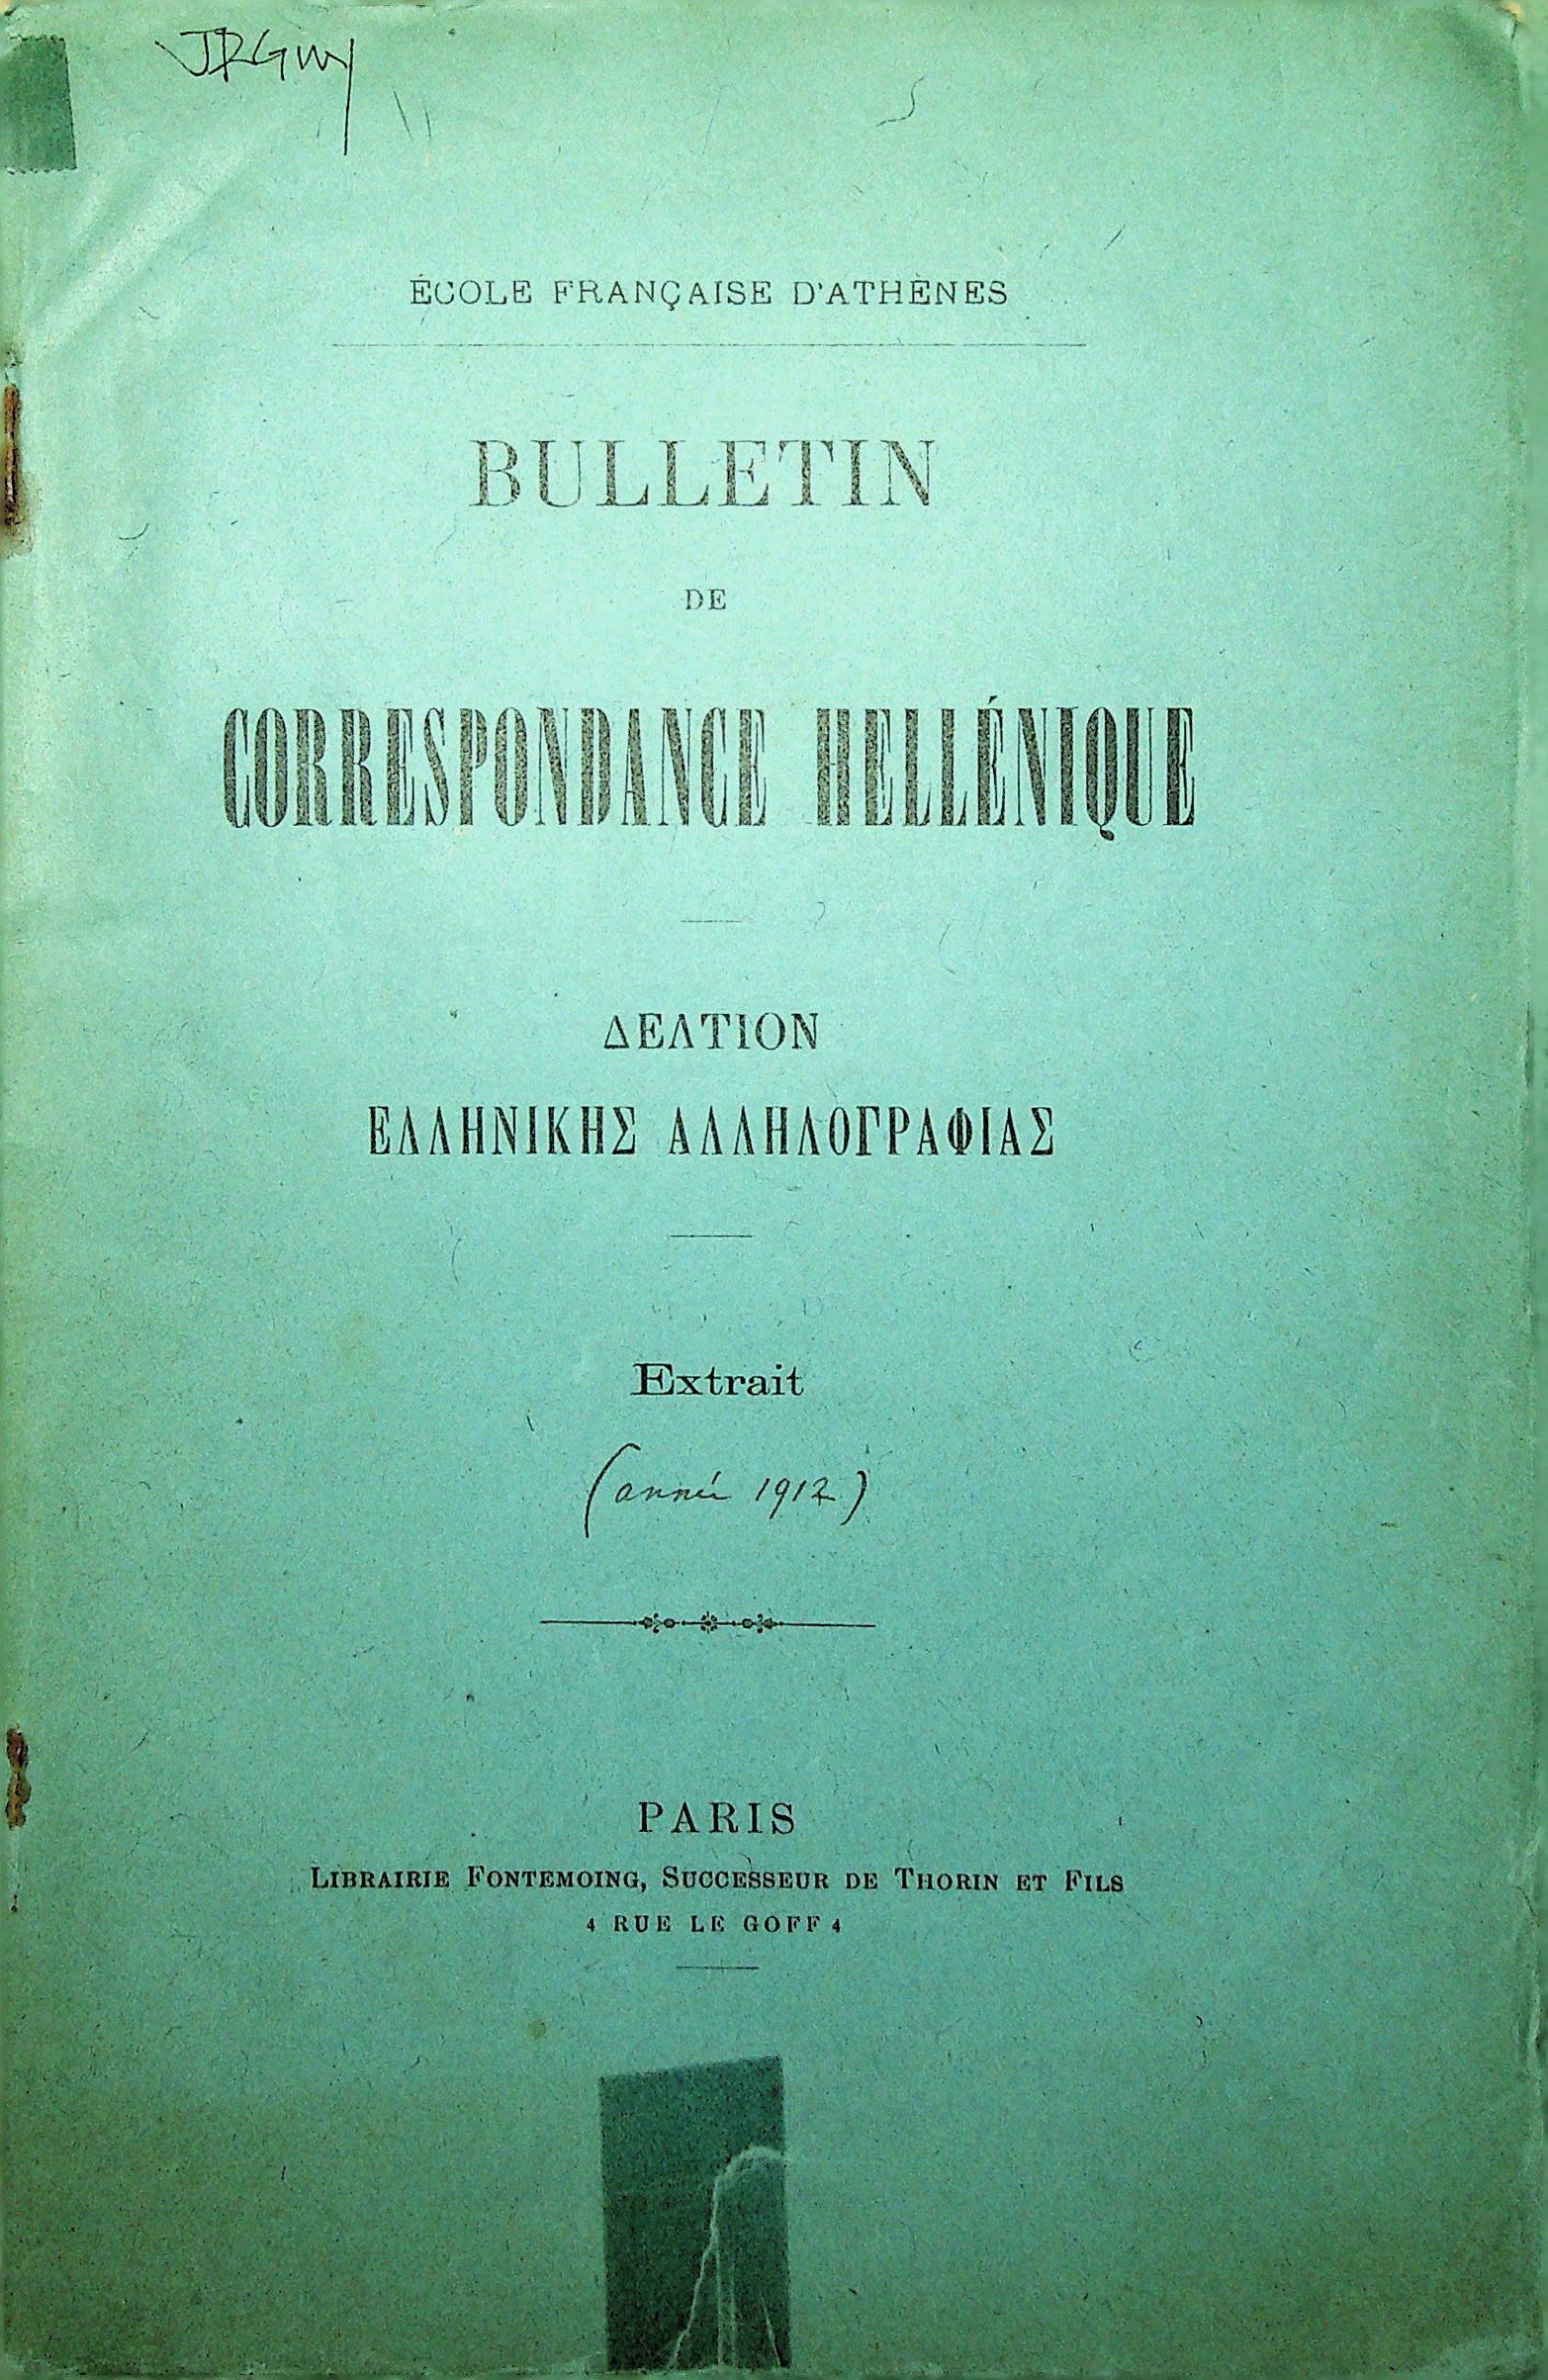 ÉCOLE FRANÇAISE D'ATHÈNES
BULLETIN
DE
CORRESPONDANCE HELLÉNIQUE
ΔΕΛΤΙΟΝ
ΕΛΛΗΝΙΚΗΣ ΑΛΛΗΛΟΓΡΑΦΙΑΣ
Extrait
(année 1912)
PARIS
LIBRAIRIE FONTEMOING, SUCCESSEUR DE THORIN ET FILS
4 RUE LE GOFF 4